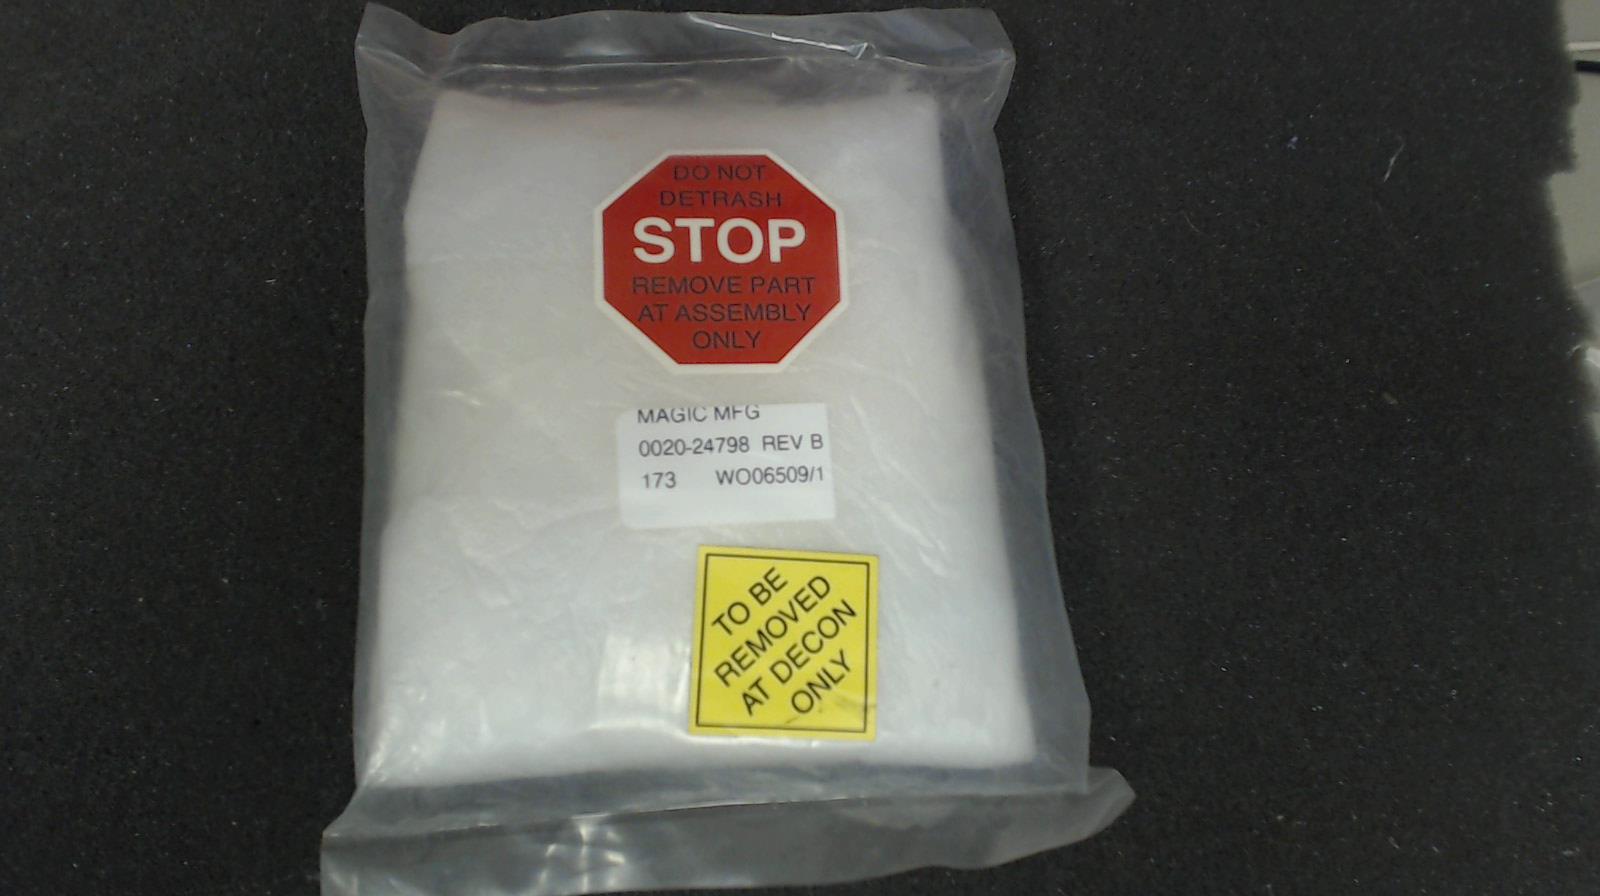 DO NOT
DETRASH
STOP
REMOVE PART
AT ASSEMBLY
ONLY
MAGIC MFG
0020-24798 REV B
173 WO06509/1
TO BE
REMOVED
AT DECON
ONLY